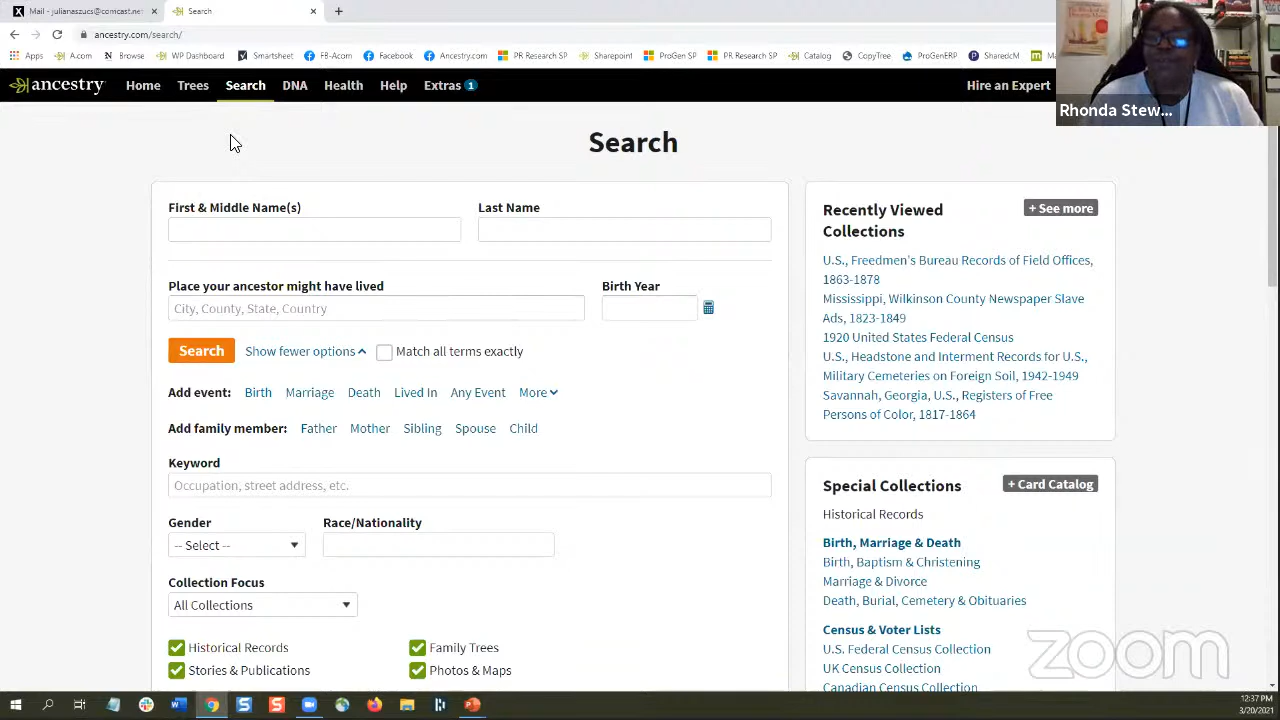 Mail - julianaszucs@comcast.net
Search
ancestry.com/search/
Apps
A.com
Browse
WP Dashboard
Smartsheet
FB-Acom
Facebook
Ancestry.com
PR Research SP
Sharepoint
ProGen SP
PR Research SP
Catalog
CopyTree
ProGenERP
SharedcM
ancestry
Home
Trees
Search
DNA
Health
Help
Extras 1
Hire an Expert
Rhonda Stew...
Search
First & Middle Name(s)
Last Name
Place your ancestor might have lived
Birth Year
City, County, State, Country
Search
Show fewer options
Match all terms exactly
Add event: Birth Marriage Death Lived In Any Event More
Add family member: Father Mother Sibling Spouse Child
Keyword
Occupation, street address, etc.
Gender
Race/Nationality
-- Select --
Collection Focus
All Collections
Historical Records
Family Trees
Stories & Publications
Photos & Maps
Recently Viewed
Collections
+ See more
U.S., Freedmen's Bureau Records of Field Offices,
1863-1878
Mississippi, Wilkinson County Newspaper Slave
Ads, 1823-1849
1920 United States Federal Census
U.S., Headstone and Interment Records for U.S.,
Military Cemeteries on Foreign Soil, 1942-1949
Savannah, Georgia, U.S., Registers of Free
Persons of Color, 1817-1864
Special Collections
+ Card Catalog
Historical Records
Birth, Marriage & Death
Birth, Baptism & Christening
Marriage & Divorce
Death, Burial, Cemetery & Obituaries
Census & Voter Lists
U.S. Federal Census Collection
UK Census Collection
Canadian Census Collection
zoom
12:37 PM
3/20/2021